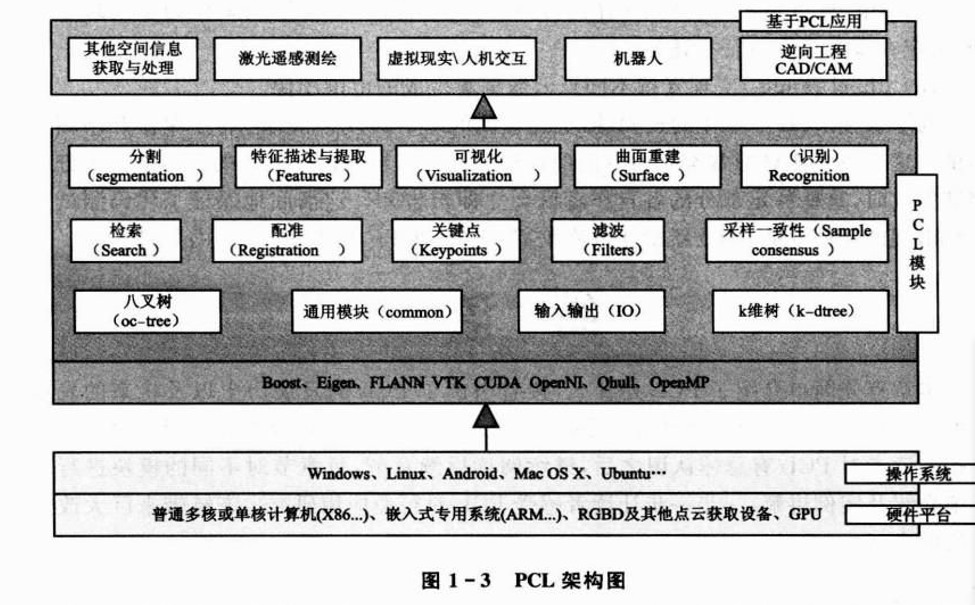 基于PCL应用
其他空间信息
获取与处理
激光遥感测绘
虚拟现实\人机交互
机器人
逆向工程
CAD/CAM
分割
(segmentation )
特征描述与提取
(Features )
可视化
(Visualization )
曲面重建
(Surface )
(识别)
Recognition
检索
(Search )
配准
(Registration )
关键点
(Keypoints )
滤波
(Filters )
采样一致性(Sample
consensus )
八叉树
(oc-tree)
通用模块(common)
输入输出(IO)
k维树(k-dtree)
PCL模块
Boost、Eigen、FLANN VTK CUDA OpenNI、Qhull、OpenMP
Windows、Linux、Android、Mac OS X、Ubuntu…
操作系统
普通多核或单核计算机(X86...)、嵌入式专用系统(ARM...)、RGBD及其他点云获取设备、GPU
硬件平台
图 1-3 PCL 架构图